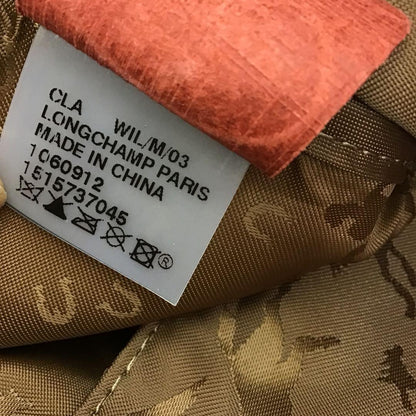 CLA WIL/M/03
LONGCHAMP PARIS
MADE IN CHINA
1060912
1515737045
®